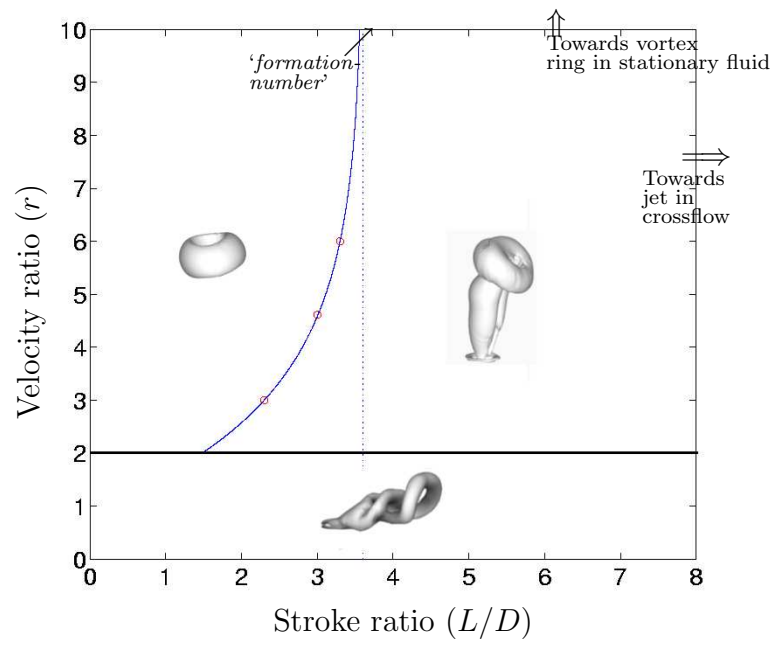 10
9
8
7
6
5
4
3
2
1
0
0 1 2 3 4 5 6 7 8
Velocity ratio (r)
Stroke ratio (L/D)
‘formation
number’
Towards vortex
ring in stationary fluid
Towards
jet in
crossflow